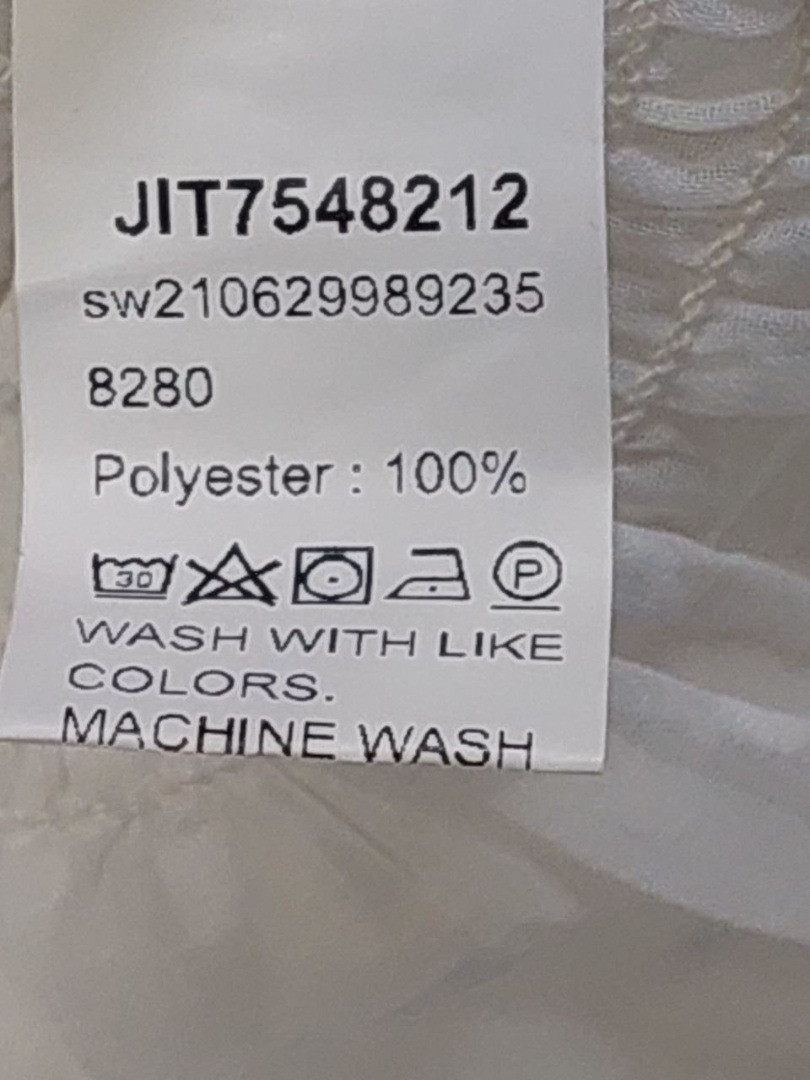 JIT7548212
sw210629989235
8280
Polyester : 100%
30 P
WASH WITH LIKE
COLORS.
MACHINE WASH